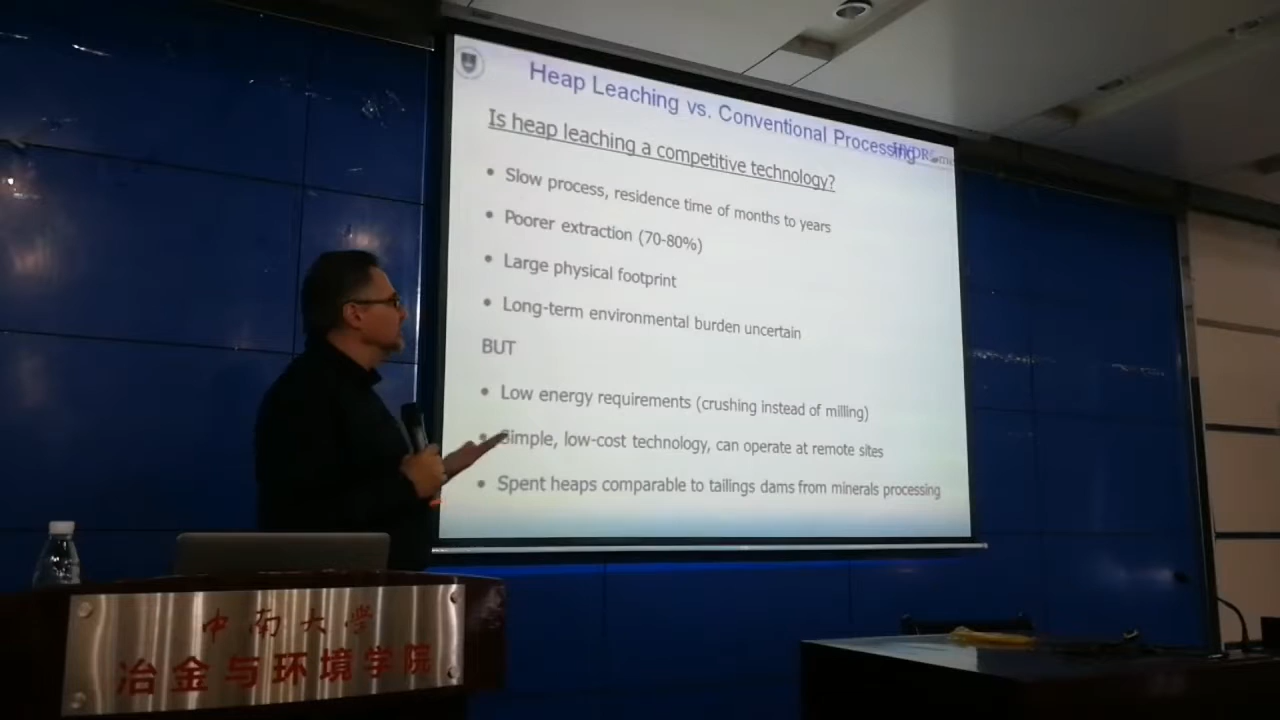 Heap Leaching vs. Conventional Processing
Is heap leaching a competitive technology?
• Slow process, residence time of months to years
• Poorer extraction (70-80%)
• Large physical footprint
• Long-term environmental burden uncertain
BUT
• Low energy requirements (crushing instead of milling)
• Simple, low-cost technology, can operate at remote sites
• Spent heaps comparable to tailings dams from minerals processing
中南大学
冶金与环境学院